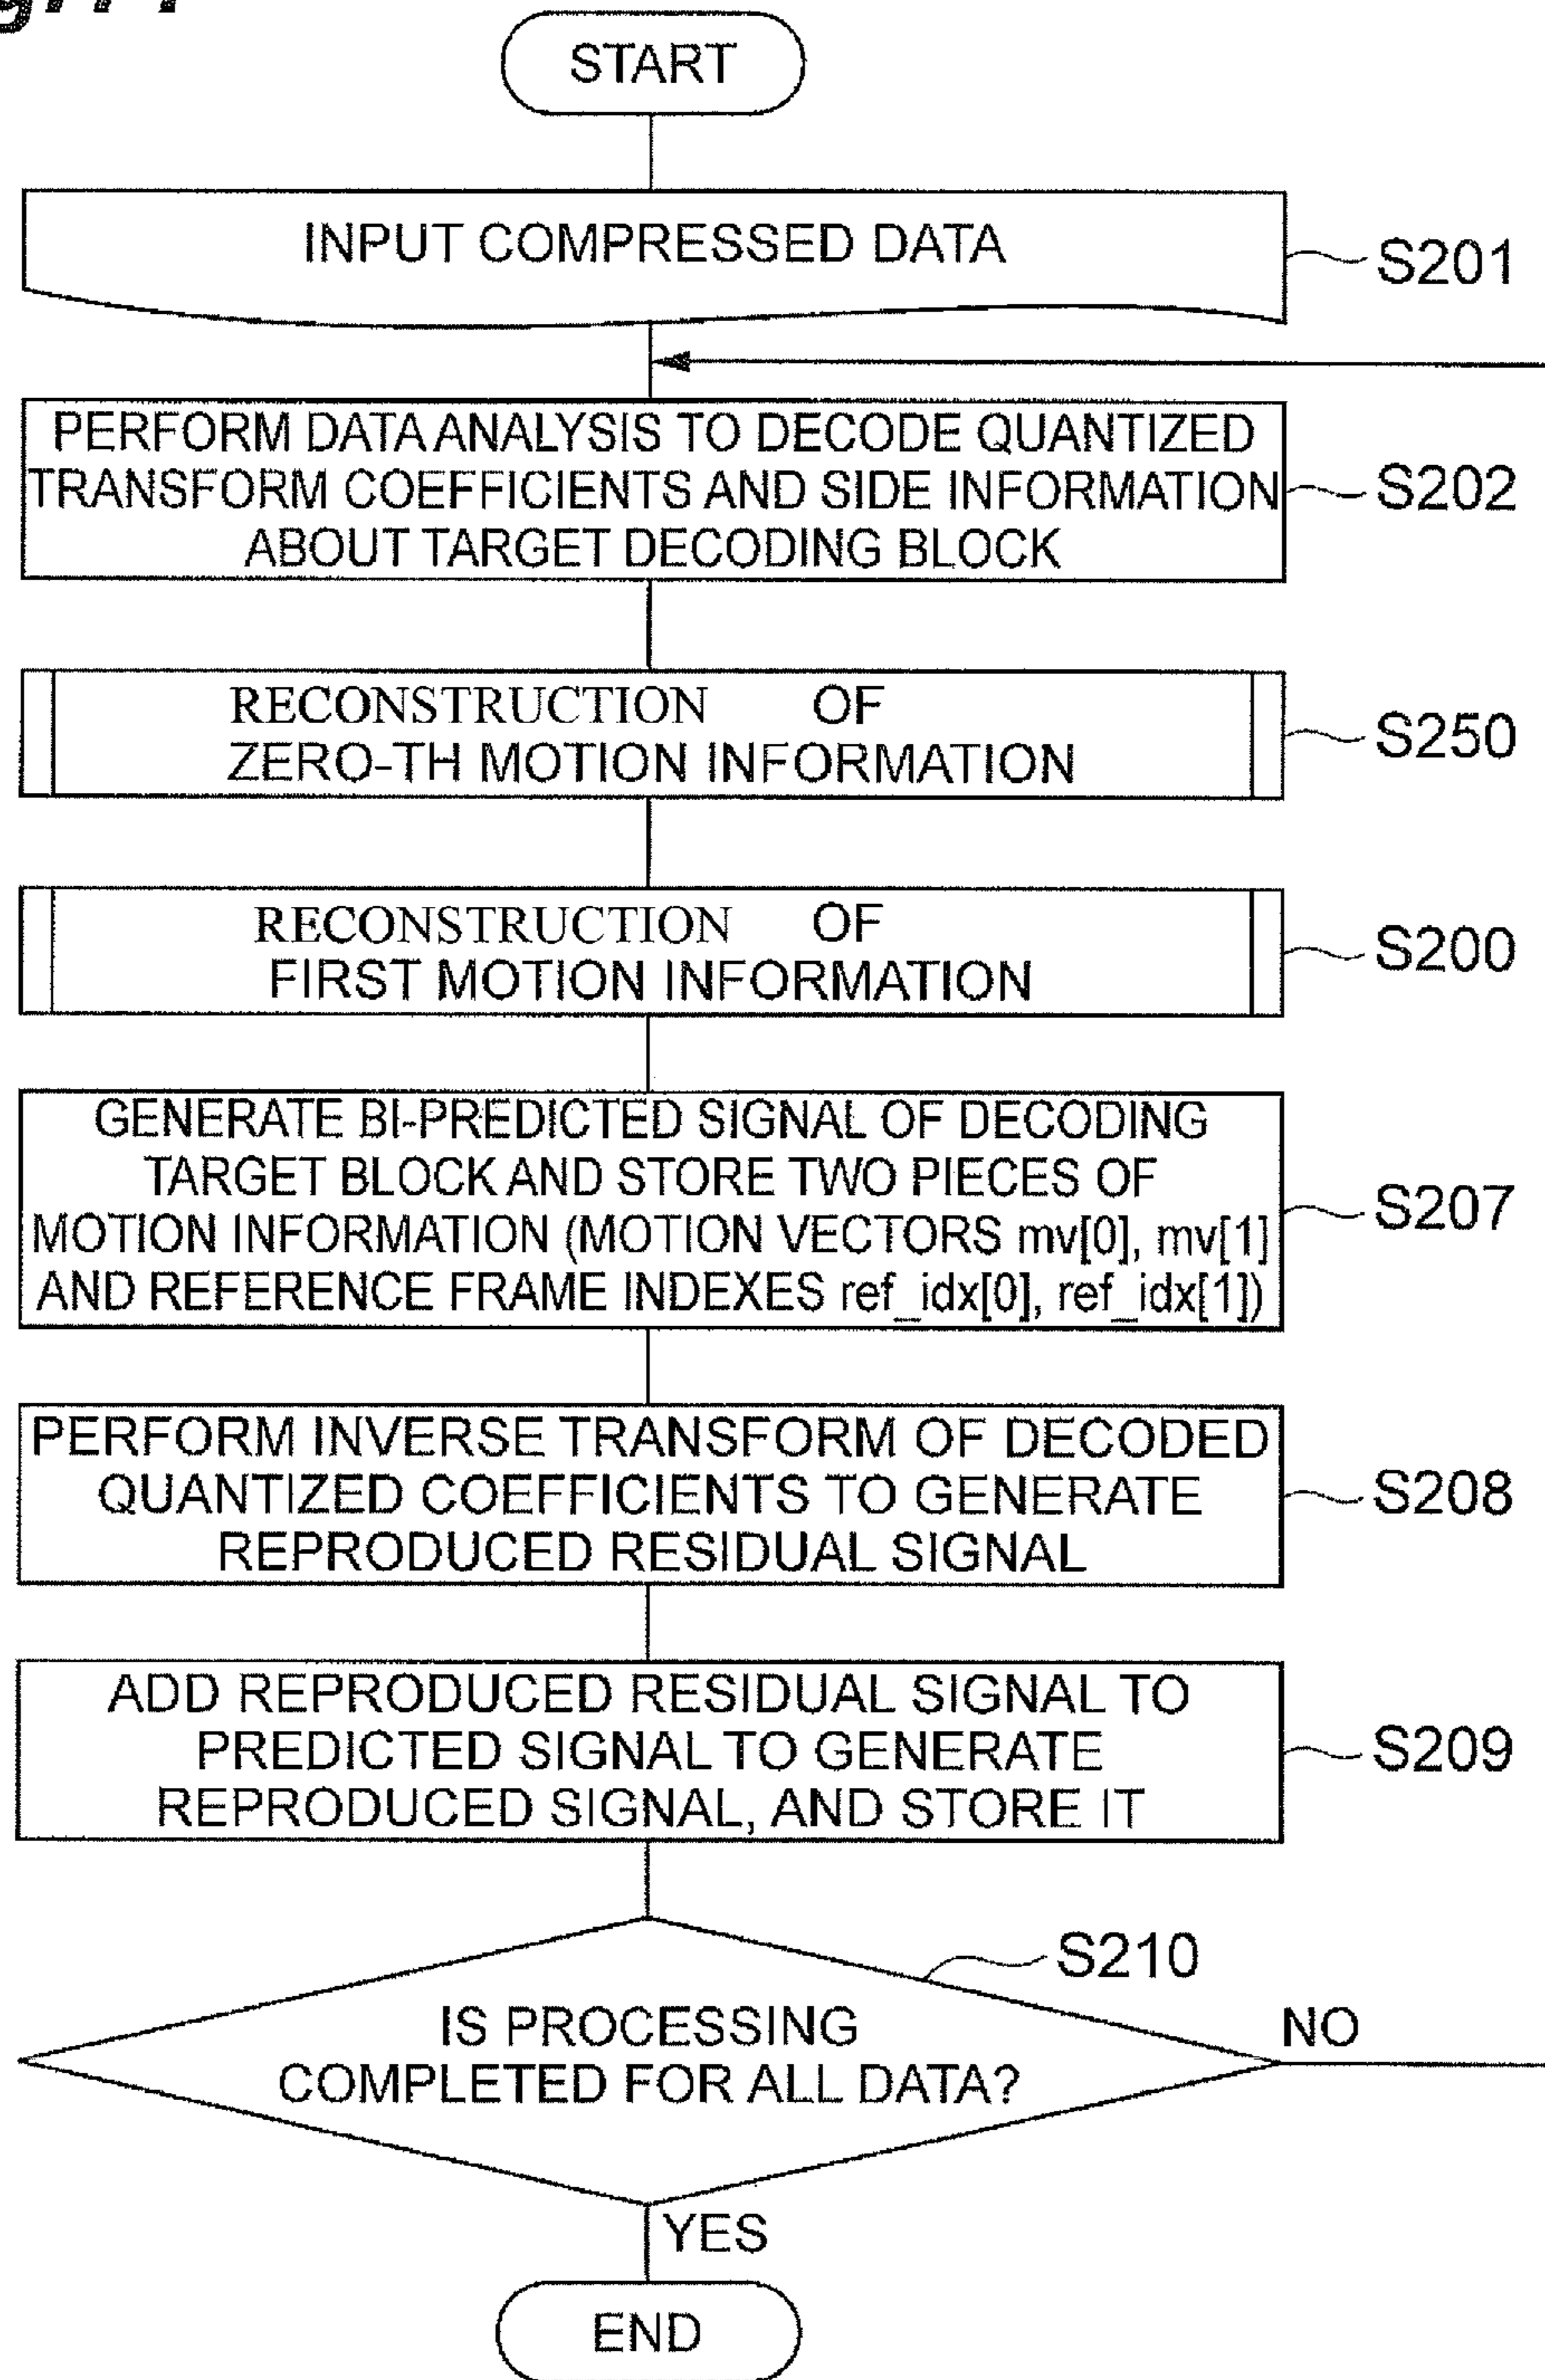 START
INPUT COMPRESSED DATA
S201
PERFORM DATA ANALYSIS TO DECODE QUANTIZED
TRANSFORM COEFFICIENTS AND SIDE INFORMATION
ABOUT TARGET DECODING BLOCK
S202
RECONSTRUCTION OF
ZERO-TH MOTION INFORMATION
S250
RECONSTRUCTION OF
FIRST MOTION INFORMATION
S200
GENERATE BI-PREDICTED SIGNAL OF DECODING
TARGET BLOCK AND STORE TWO PIECES OF
MOTION INFORMATION (MOTION VECTORS mv[0], mv[1]
AND REFERENCE FRAME INDEXES ref_idx[0], ref_idx[1])
S207
PERFORM INVERSE TRANSFORM OF DECODED
QUANTIZED COEFFICIENTS TO GENERATE
REPRODUCED RESIDUAL SIGNAL
S208
ADD REPRODUCED RESIDUAL SIGNAL TO
PREDICTED SIGNAL TO GENERATE
REPRODUCED SIGNAL, AND STORE IT
S209
S210
IS PROCESSING
COMPLETED FOR ALL DATA?
NO
YES
END